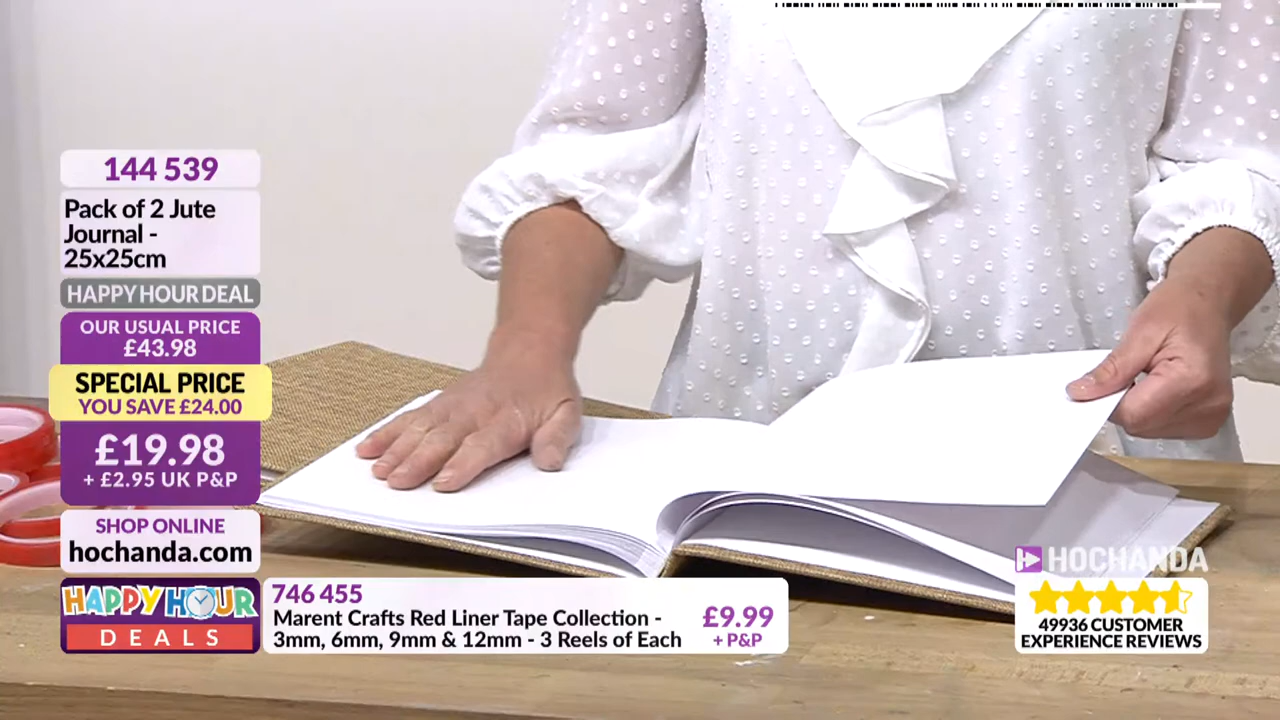 144 539
Pack of 2 Jute
Journal -
25x25cm
HAPPY HOUR DEAL
OUR USUAL PRICE
£43.98
SPECIAL PRICE
YOU SAVE £24.00
£19.98
+ £2.95 UK P&P
SHOP ONLINE
hochanda.com
HAPPY HOUR
DEALS
746 455
Marent Crafts Red Liner Tape Collection -
3mm, 6mm, 9mm & 12mm - 3 Reels of Each
£9.99
+ P&P
HOCHANDA
49936 CUSTOMER
EXPERIENCE REVIEWS